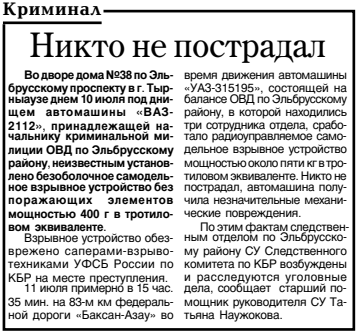 Криминал
Никто не пострадал
Во дворе дома №38 по Эль-
брусскому проспекту в г. Тыр-
ныаузе днем 10 июля под дни-
щем автомашины «ВАЗ-
2112», принадлежащей на-
чальнику криминальной ми-
лиции ОВД по Эльбрусскому
району, неизвестным установ-
лено безоболочное самодель-
ное взрывное устройство без
поражающих элементов
мощностью 400 г в тротило-
вом эквиваленте.
Взрывное устройство обез-
врежено саперами-взрыво-
техниками УФСБ России по
КБР на месте преступления.
11 июля примерно в 15 час.
35 мин. на 83-м км федераль-
ной дороги «Баксан-Азау» во
время движения автомашины
«УАЗ-315195», состоящей на
балансе ОВД по Эльбрусскому
району, в которой находились
три сотрудника отдела, срабо-
тало радиоуправляемое само-
дельное взрывное устройство
мощностью около пяти кг в тро-
тиловом эквиваленте. Никто не
пострадал, автомашина полу-
чила незначительные механи-
ческие повреждения.
По этим фактам следствен-
ным отделом по Эльбрусско-
му району СУ Следственного
комитета по КБР возбуждены
и расследуются уголовные
дела, сообщает старший по-
мощник руководителя СУ Та-
тьяна Наужокова.